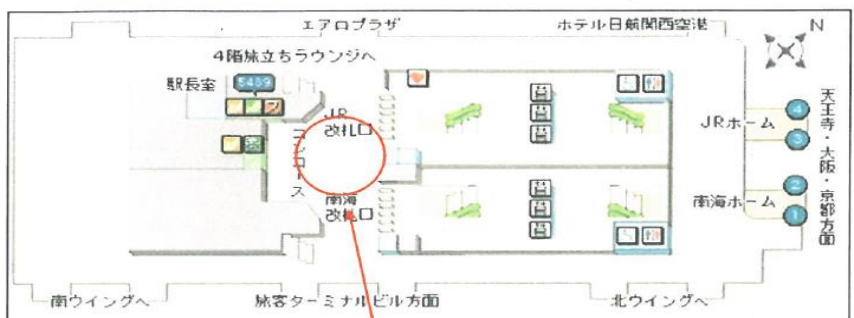 エアロプラザ
ホテル日航関西空港
N
4階旅立ちラウンジへ
駅長室
5489
JR
改札口
コンコース
南海
改札口
JRホーム
南海ホーム
4
3
2
1
天王寺・大阪・京都方面
南ウイングへ
旅客ターミナルビル方面
北ウイングへ